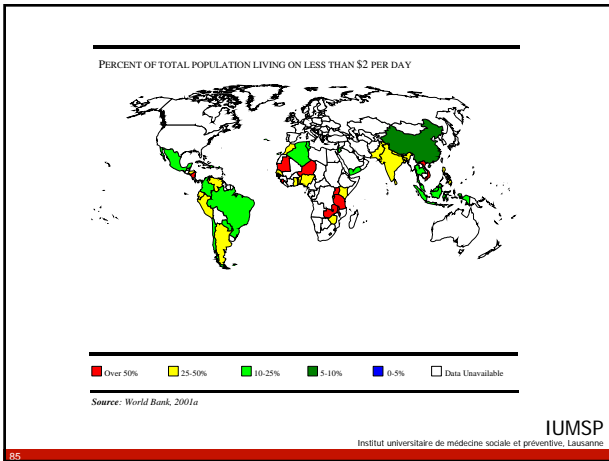 PERCENT OF TOTAL POPULATION LIVING ON LESS THAN $2 PER DAY
Over 50% 25-50% 10-25% 5-10% 0-5% Data Unavailable
Source: World Bank, 2001a
IUMSP
Institut universitaire de médecine sociale et préventive, Lausanne
85